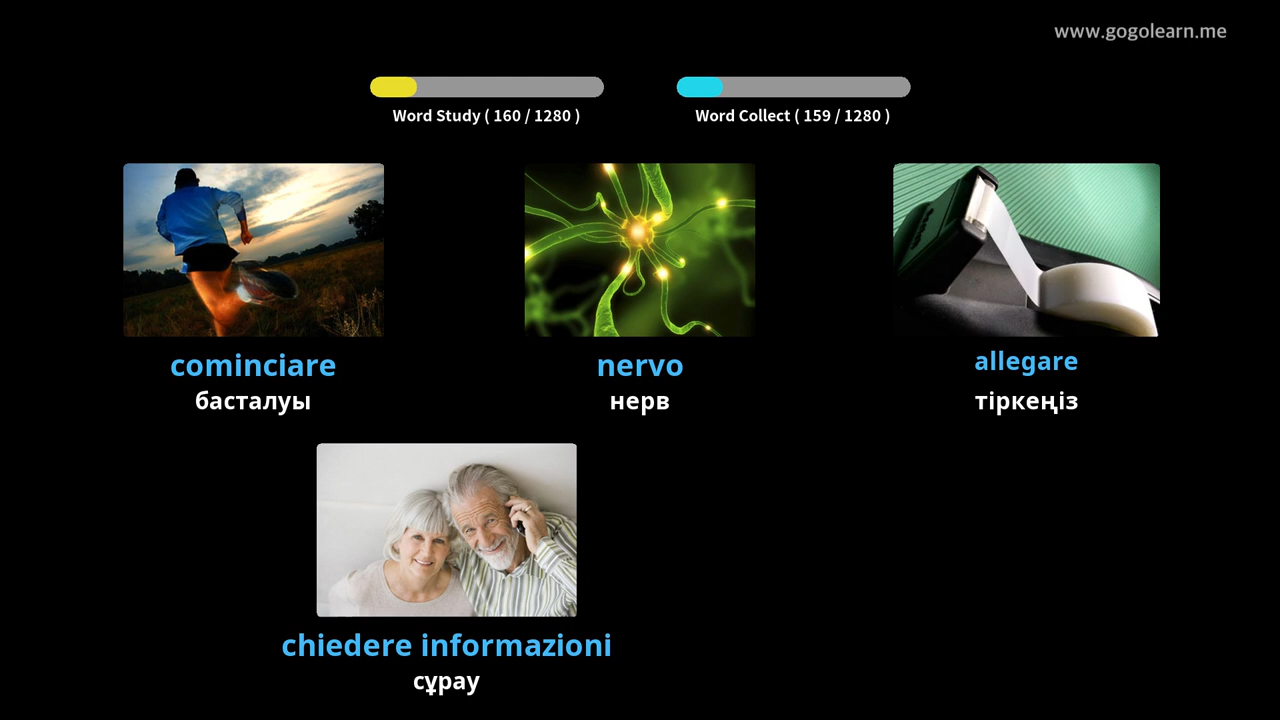 www.gogolearn.me
Word Study ( 160 / 1280 )
Word Collect ( 159 / 1280 )
cominciare
басталуы
nervo
нерв
allegare
тіркеңіз
chiedere informazioni
сұрау